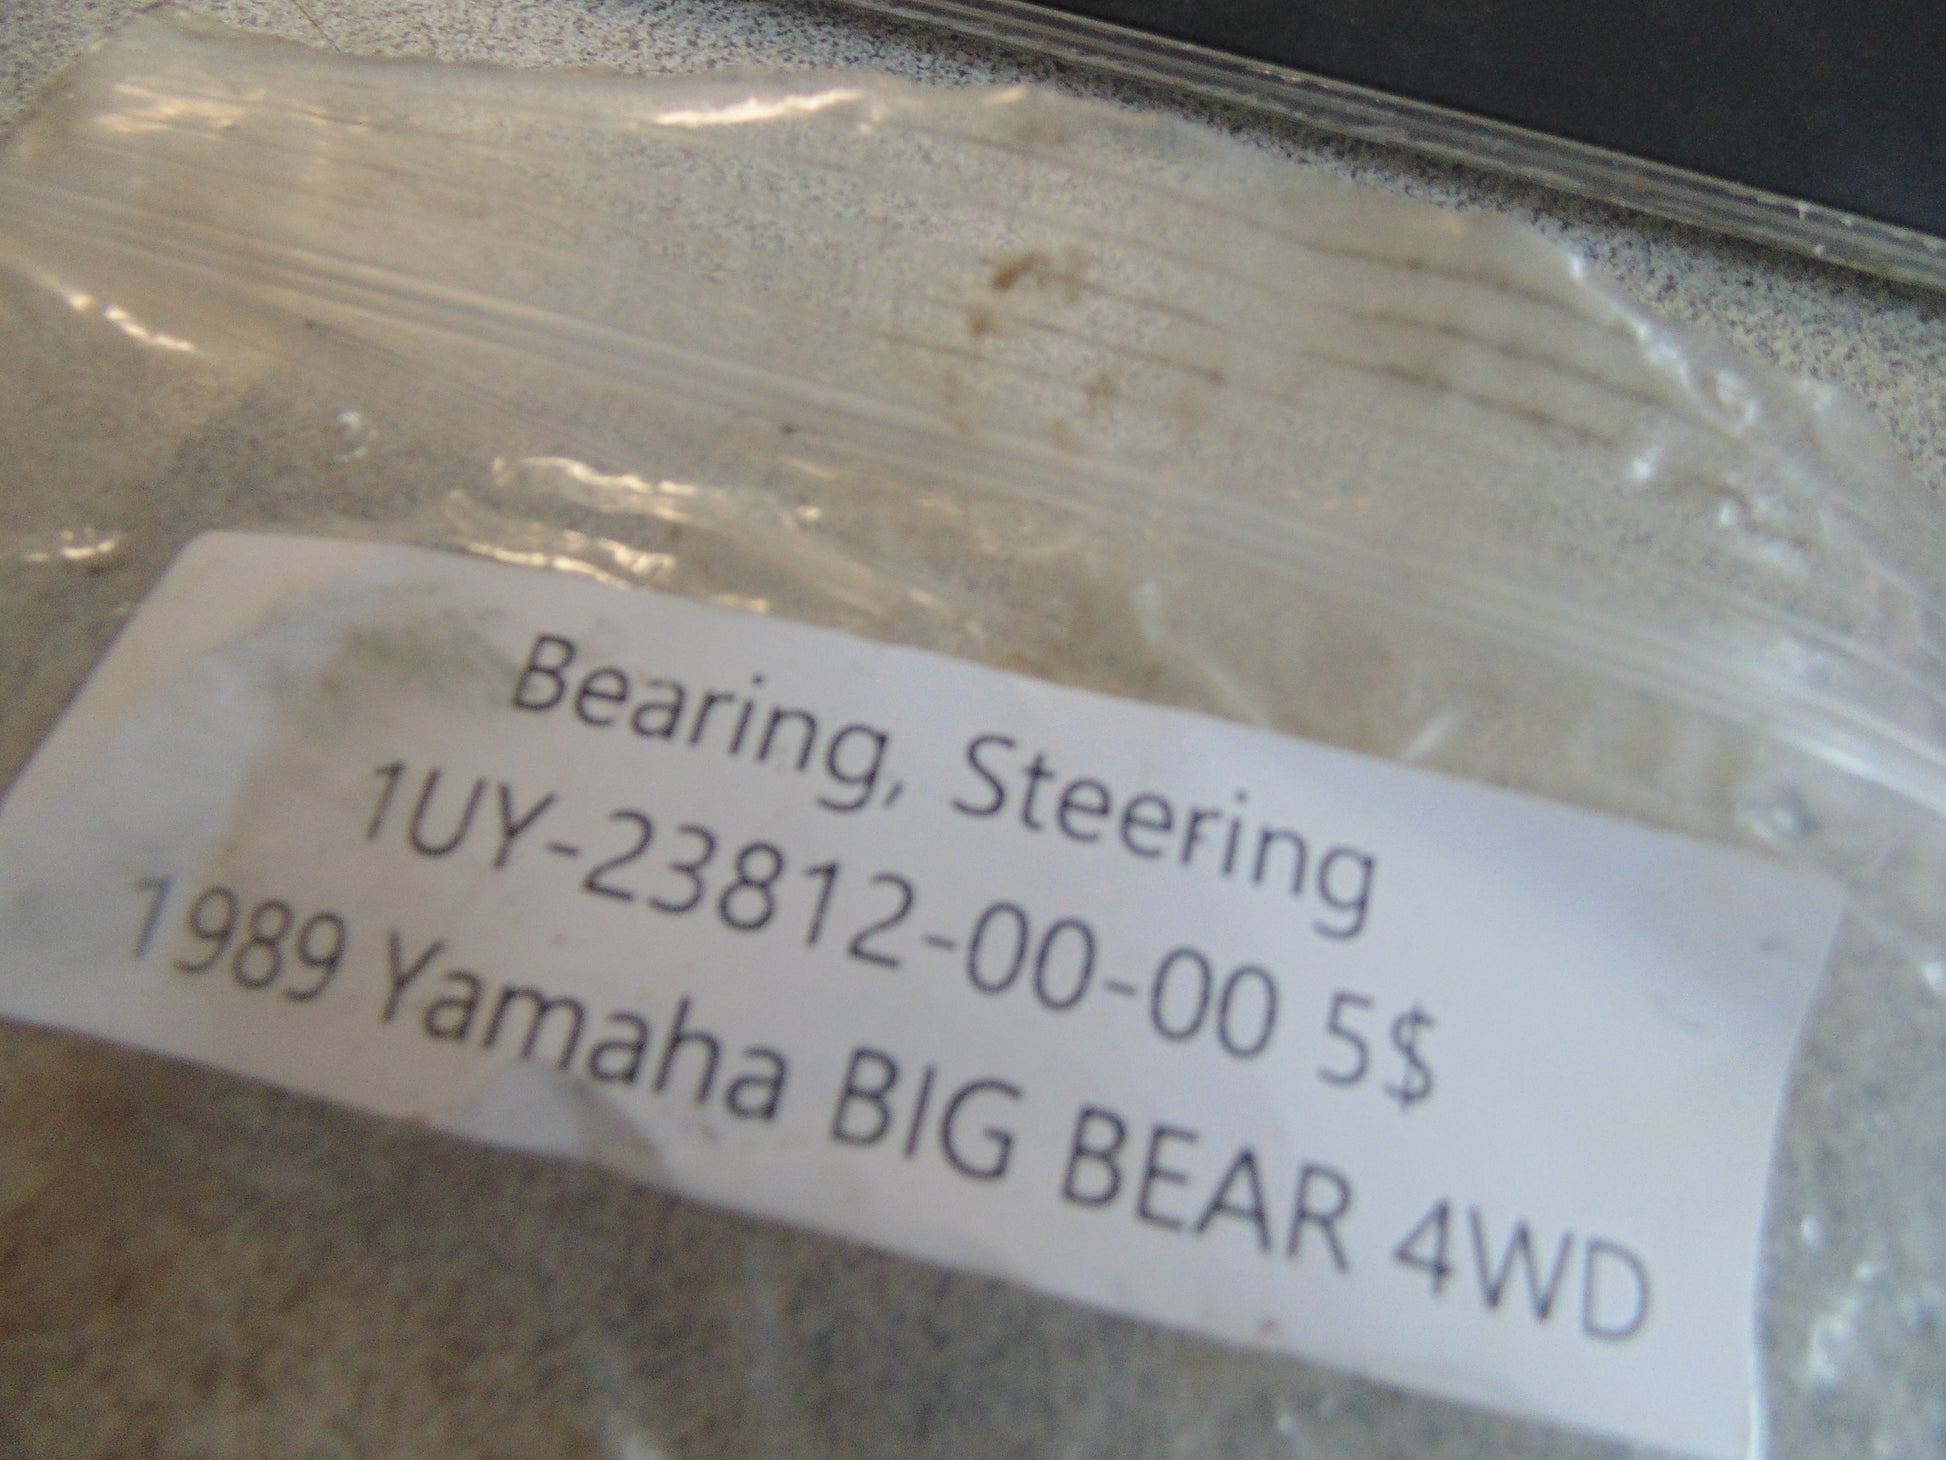 Bearing, Steering
1UY-23812-00-00 5$
1989 Yamaha BIG BEAR 4WD